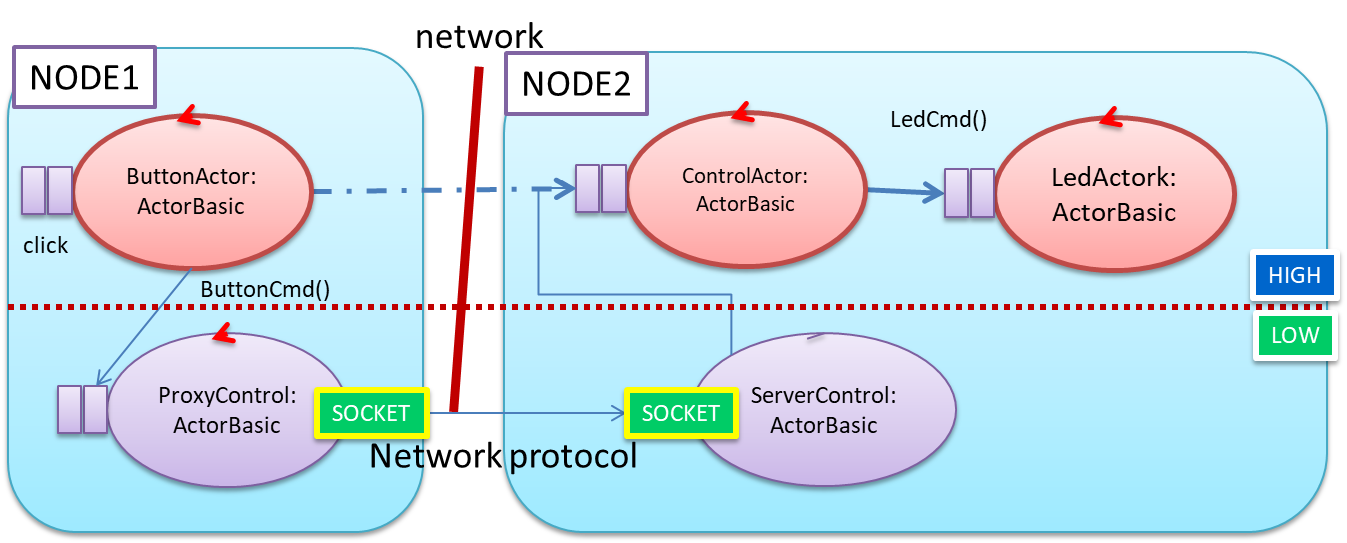 network
NODE1
NODE2
LedCmd()
ButtonActor:
ActorBasic
ControlActor:
ActorBasic
LedActork:
ActorBasic
click
ButtonCmd()
HIGH
LOW
ProxyControl:
ActorBasic
SOCKET
SOCKET
ServerControl:
ActorBasic
Network protocol